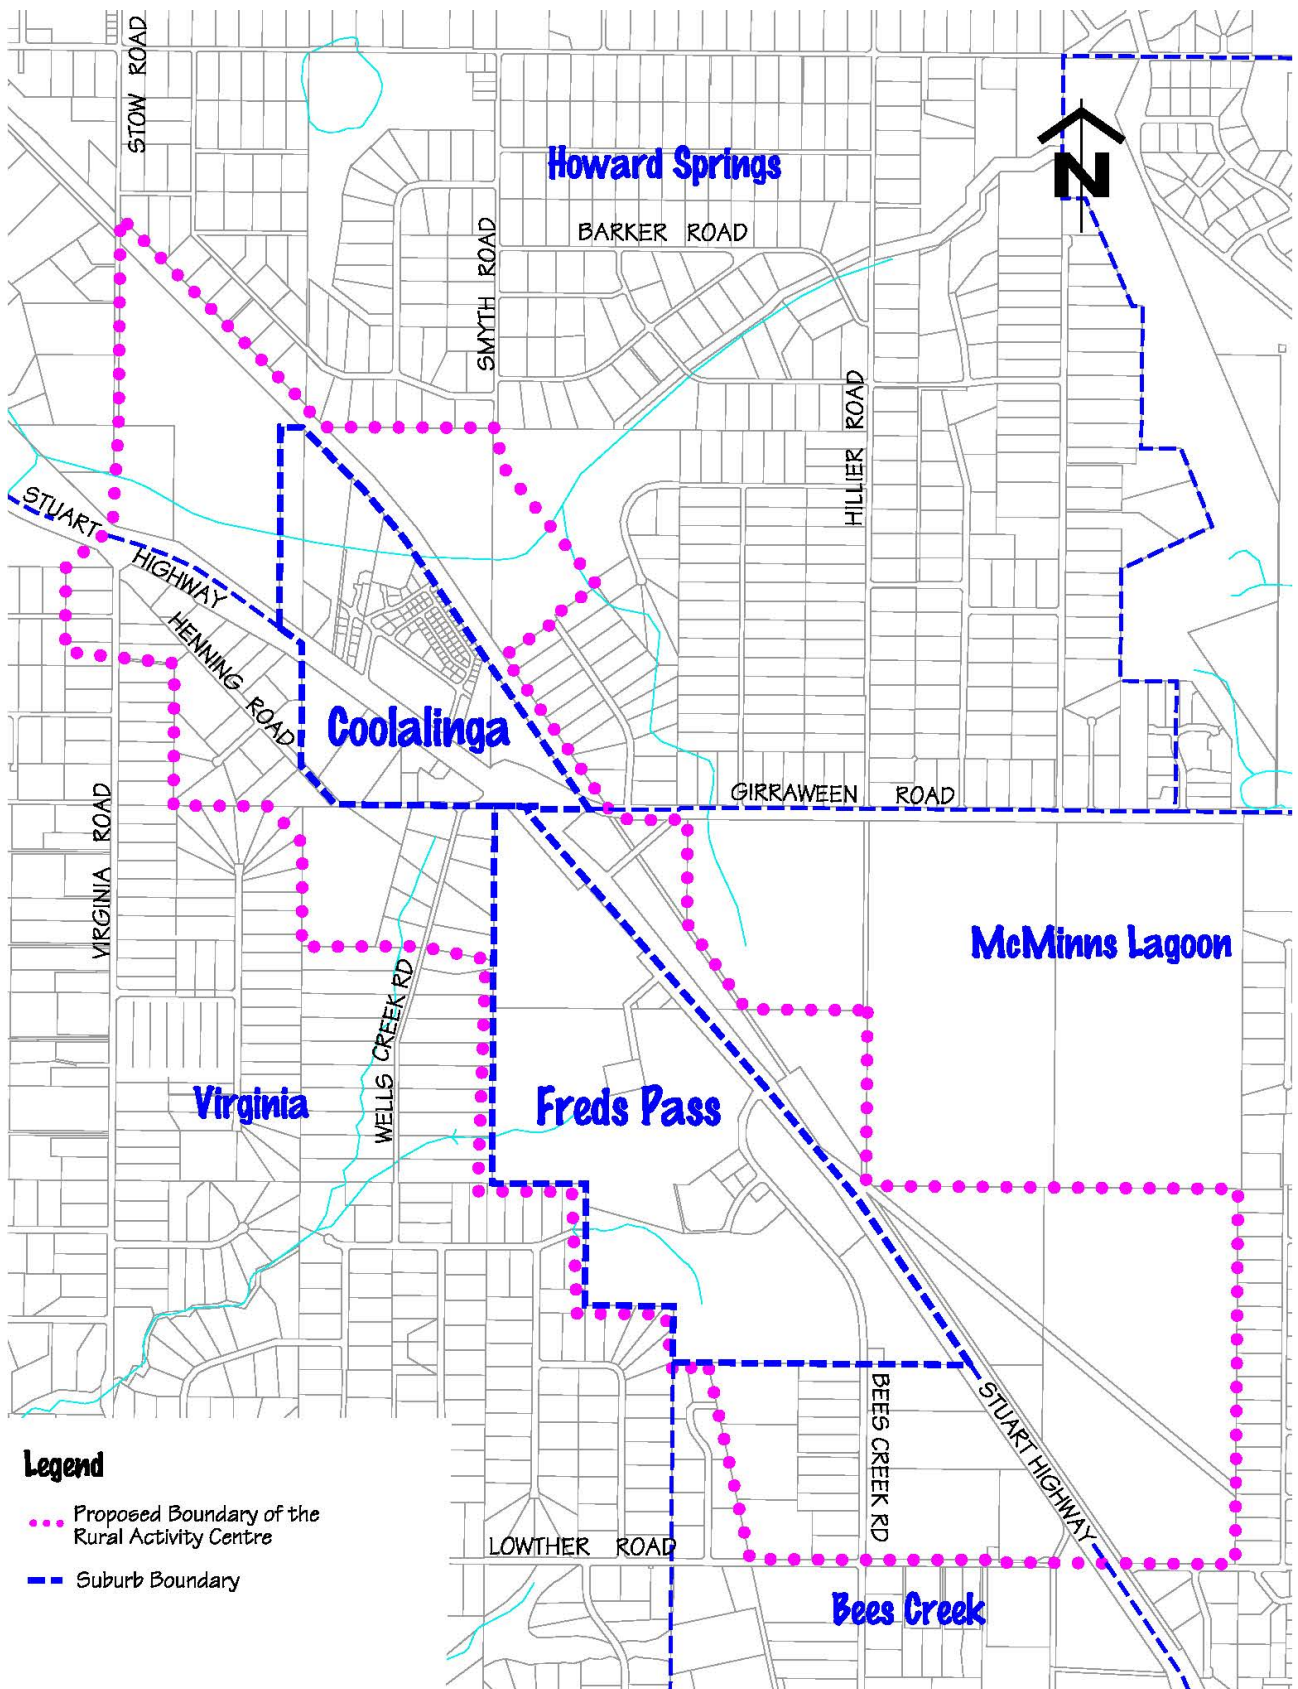 STOW ROAD
Howard Springs
N
BARKER ROAD
SMYTH ROAD
HILLIER ROAD
STUART
HIGHWAY
HENNING ROAD
Coolalinga
GIRRAWEEN ROAD
VIRGINIA ROAD
McMinns Lagoon
WELLS CREEK RD
Virginia
Freds Pass
BEES CREEK RD
STUART HIGHWAY
Legend
Proposed Boundary of the
Rural Activity Centre
Suburb Boundary
LOWTHER ROAD
Bees Creek